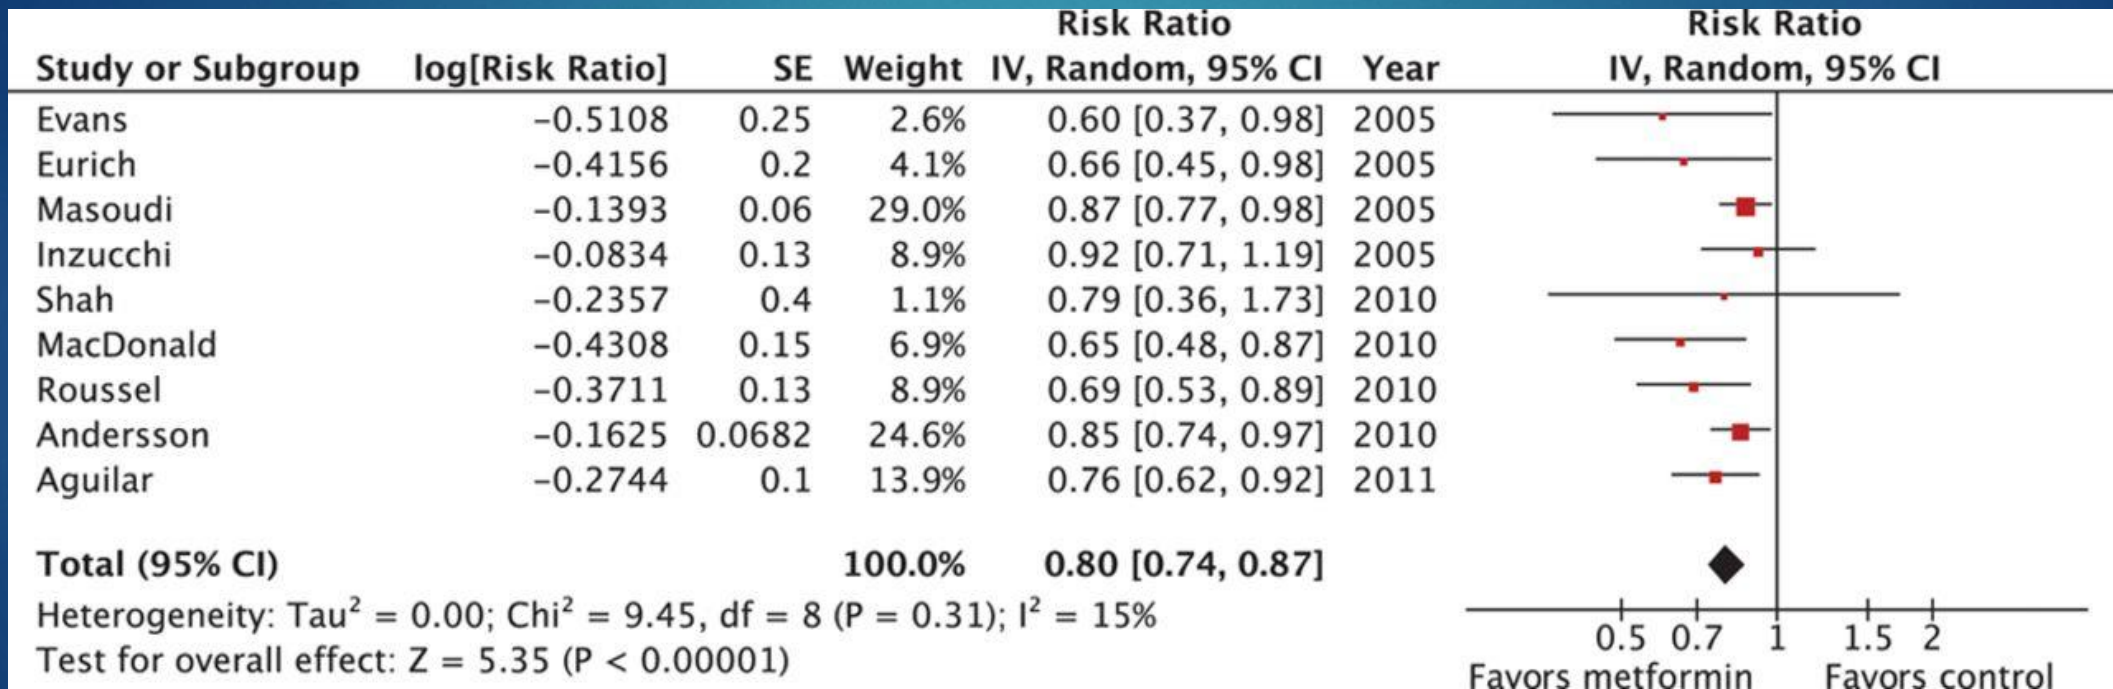 Risk Ratio Risk Ratio
Study or Subgroup log[Risk Ratio] SE Weight IV, Random, 95% CI Year IV, Random, 95% CI
Evans −0.5108 0.25 2.6% 0.60 [0.37, 0.98] 2005
Eurich −0.4156 0.2 4.1% 0.66 [0.45, 0.98] 2005
Masoudi −0.1393 0.06 29.0% 0.87 [0.77, 0.98] 2005
Inzucchi −0.0834 0.13 8.9% 0.92 [0.71, 1.19] 2005
Shah −0.2357 0.4 1.1% 0.79 [0.36, 1.73] 2010
MacDonald −0.4308 0.15 6.9% 0.65 [0.48, 0.87] 2010
Roussel −0.3711 0.13 8.9% 0.69 [0.53, 0.89] 2010
Andersson −0.1625 0.0682 24.6% 0.85 [0.74, 0.97] 2010
Aguilar −0.2744 0.1 13.9% 0.76 [0.62, 0.92] 2011
Total (95% CI) 100.0% 0.80 [0.74, 0.87]
Heterogeneity: Tau² = 0.00; Chi² = 9.45, df = 8 (P = 0.31); I² = 15%
Test for overall effect: Z = 5.35 (P < 0.00001)
0.5 0.7 1 1.5 2
Favors metformin Favors control